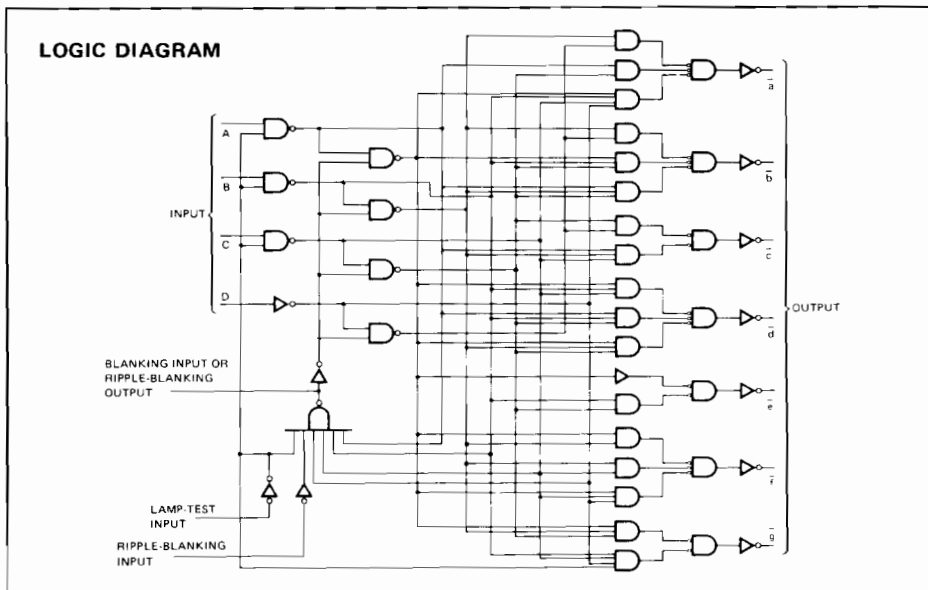 LOGIC DIAGRAM
A
B
INPUT
C
D
BLANKING INPUT OR
RIPPLE-BLANKING
OUTPUT
LAMP-TEST
INPUT
RIPPLE-BLANKING
INPUT
a
b
c
d
OUTPUT
e
f
g